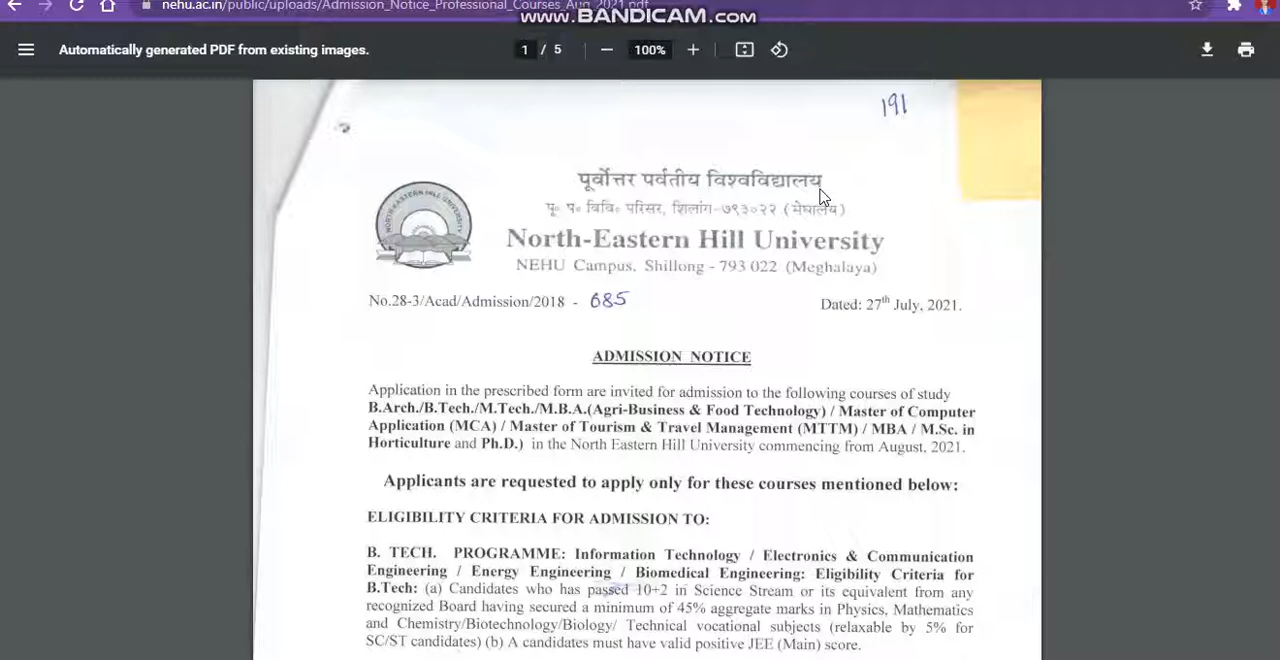 nehu.ac.in/public/uploads/Admission_Notice_Professional_Courses_Aug_2021.pdf
www.BANDICAM.com
Automatically generated PDF from existing images.
1 / 5
100%
191
पूर्वोत्तर पर्वतीय विश्वविद्यालय
पू॰ प॰ विवि॰ परिसर, शिलांग-७९३०२२ (मेघालय)
NORTH-EASTERN HILL UNIVERSITY
North-Eastern Hill University
NEHU Campus, Shillong - 793 022 (Meghalaya)
No.28-3/Acad/Admission/2018 - 685
Dated: 27th July, 2021.
ADMISSION NOTICE
Application in the prescribed form are invited for admission to the following courses of study
B.Arch./B.Tech./M.Tech./M.B.A.(Agri-Business & Food Technology) / Master of Computer
Application (MCA) / Master of Tourism & Travel Management (MTTM) / MBA / M.Sc. in
Horticulture and Ph.D.) in the North Eastern Hill University commencing from August, 2021.
Applicants are requested to apply only for these courses mentioned below:
ELIGIBILITY CRITERIA FOR ADMISSION TO:
B. TECH. PROGRAMME: Information Technology / Electronics & Communication
Engineering / Energy Engineering / Biomedical Engineering: Eligibility Criteria for
B.Tech: (a) Candidates who has passed 10+2 in Science Stream or its equivalent from any
recognized Board having secured a minimum of 45% aggregate marks in Physics, Mathematics
and Chemistry/Biotechnology/Biology/ Technical vocational subjects (relaxable by 5% for
SC/ST candidates) (b) A candidates must have valid positive JEE (Main) score.